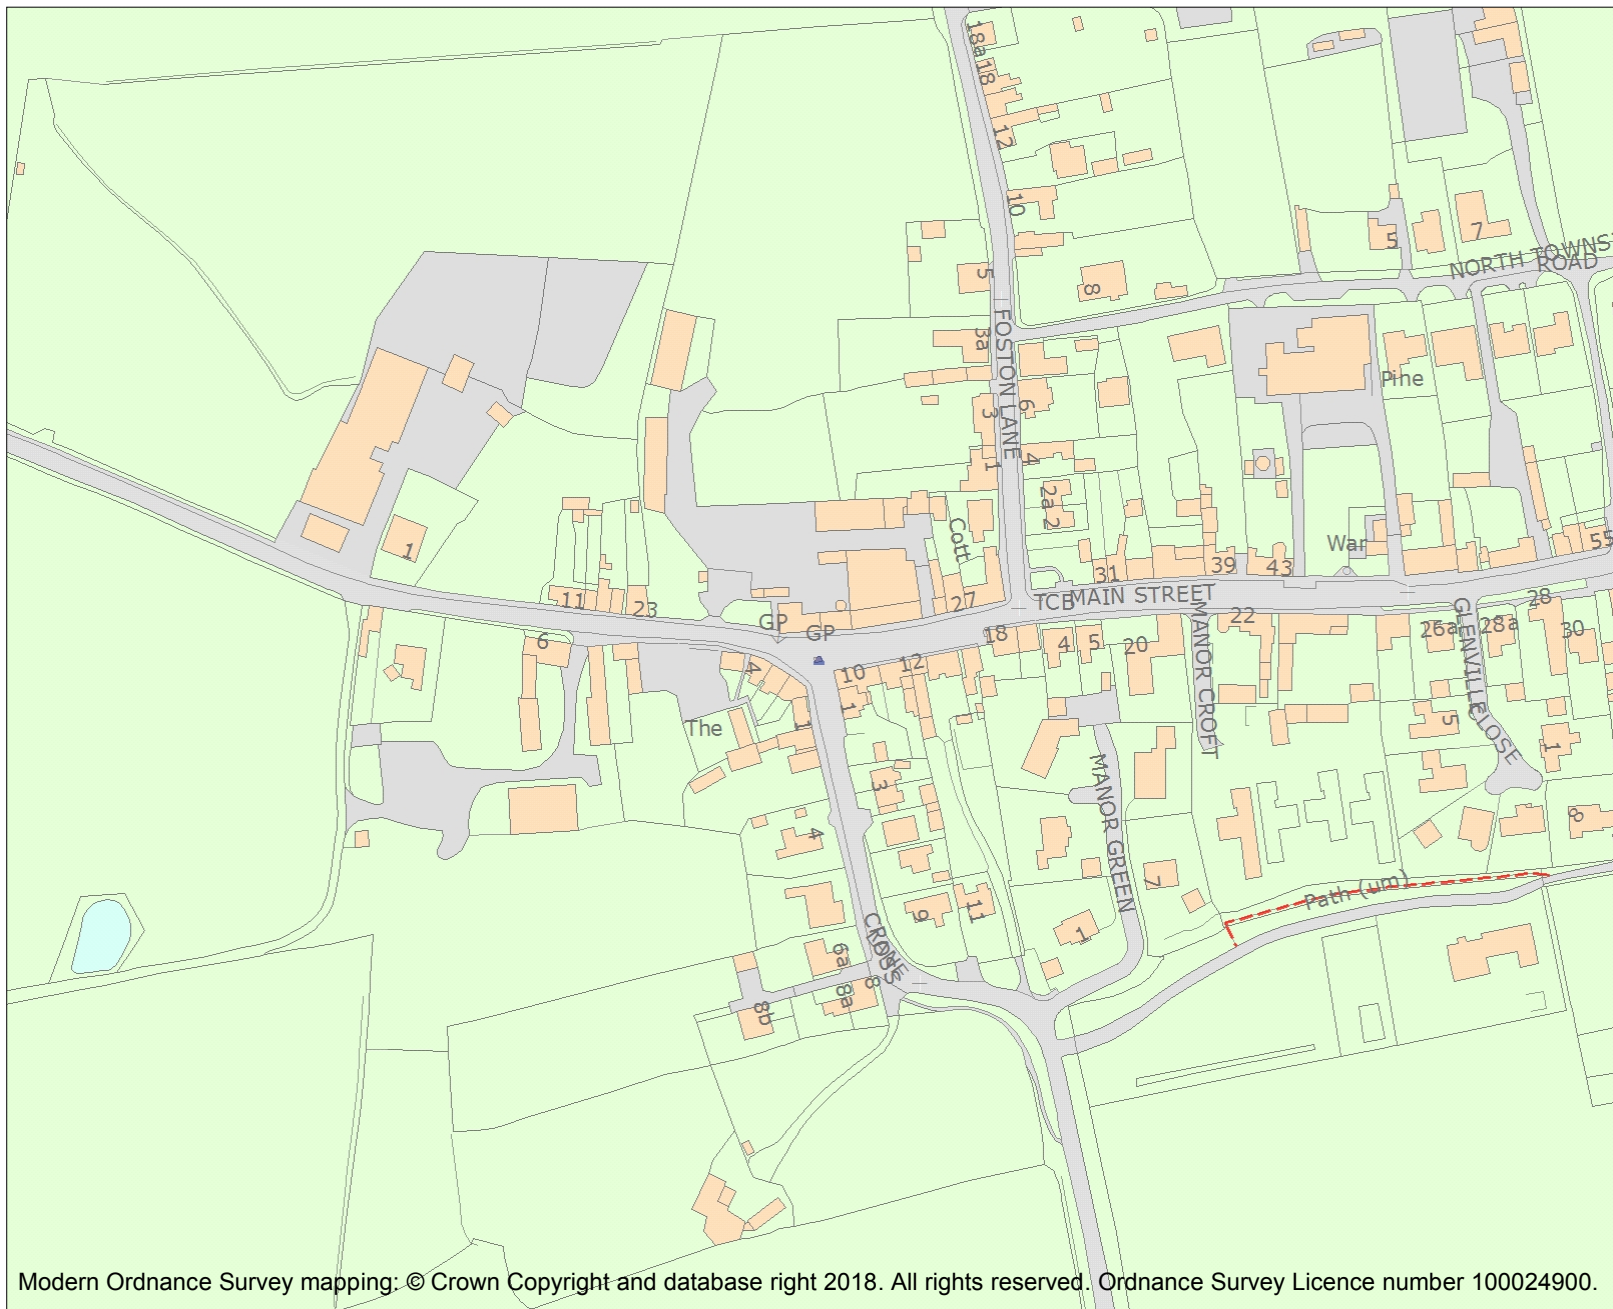 18a
18
12
10
5
7
NORTH TOWNS
ROAD
5
8
FOSTON LANE
3a
Pine
6
3
4
1
2a
2
Cott
War
55
1
31
39
43
11
23
27
TCB
MAIN STREET
GP
GP
18
4
5
20
MANOR CROFT
22
GLENVILLE CLOSE
26a
28a
28
30
6
4
10
12
The
1
1
5
1
3
MANOR GREEN
4
8
7
Path (um)
9
11
1
CROSS
LANE
6a
8
8a
8b
Modern Ordnance Survey mapping: © Crown Copyright and database right 2018. All rights reserved. Ordnance Survey Licence number 100024900.